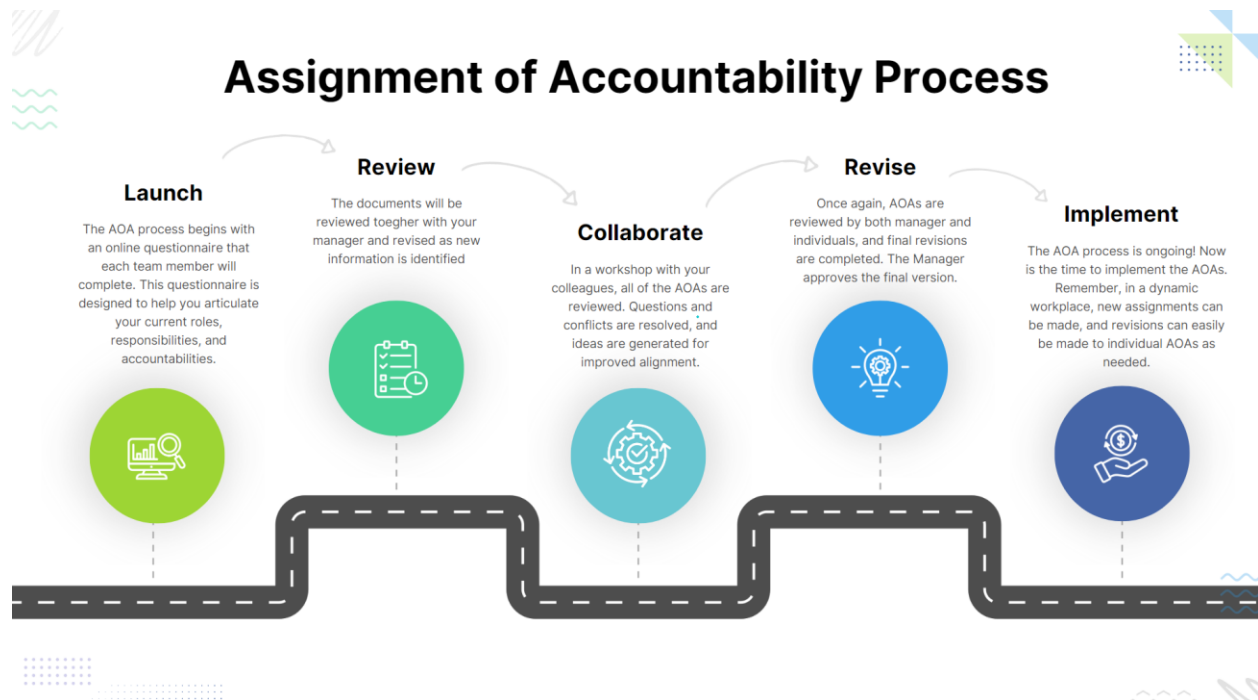 Assignment of Accountability Process
Launch
The AOA process begins with
an online questionnaire that
each team member will
complete. This questionnaire is
designed to help you articulate
your current roles,
responsibilities, and
accountabilities.
Review
The documents will be
reviewed toegher with your
manager and revised as new
information is identified
Collaborate
In a workshop with your
colleagues, all of the AOAs are
reviewed. Questions and
conflicts are resolved, and
ideas are generated for
improved alignment.
Revise
Once again, AOAs are
reviewed by both manager and
individuals, and final revisions
are completed. The Manager
approves the final version.
Implement
The AOA process is ongoing! Now
is the time to implement the AOAs.
Remember, in a dynamic
workplace, new assignments can
be made, and revisions can easily
be made to individual AOAs as
needed.
$